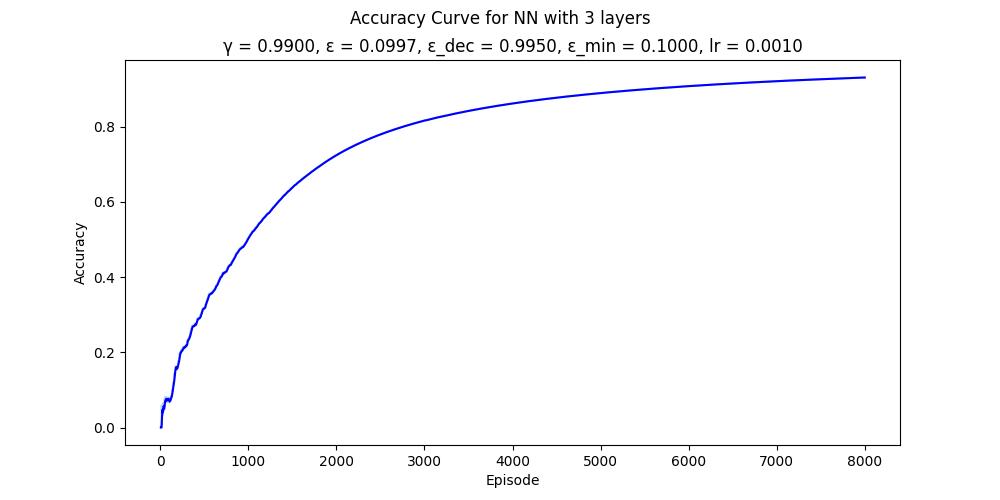 Accuracy Curve for NN with 3 layers
γ = 0.9900, ε = 0.0997, ε_dec = 0.9950, ε_min = 0.1000, lr = 0.0010
0.8
0.6
0.4
0.2
0.0
Accuracy
0 1000 2000 3000 4000 5000 6000 7000 8000
Episode